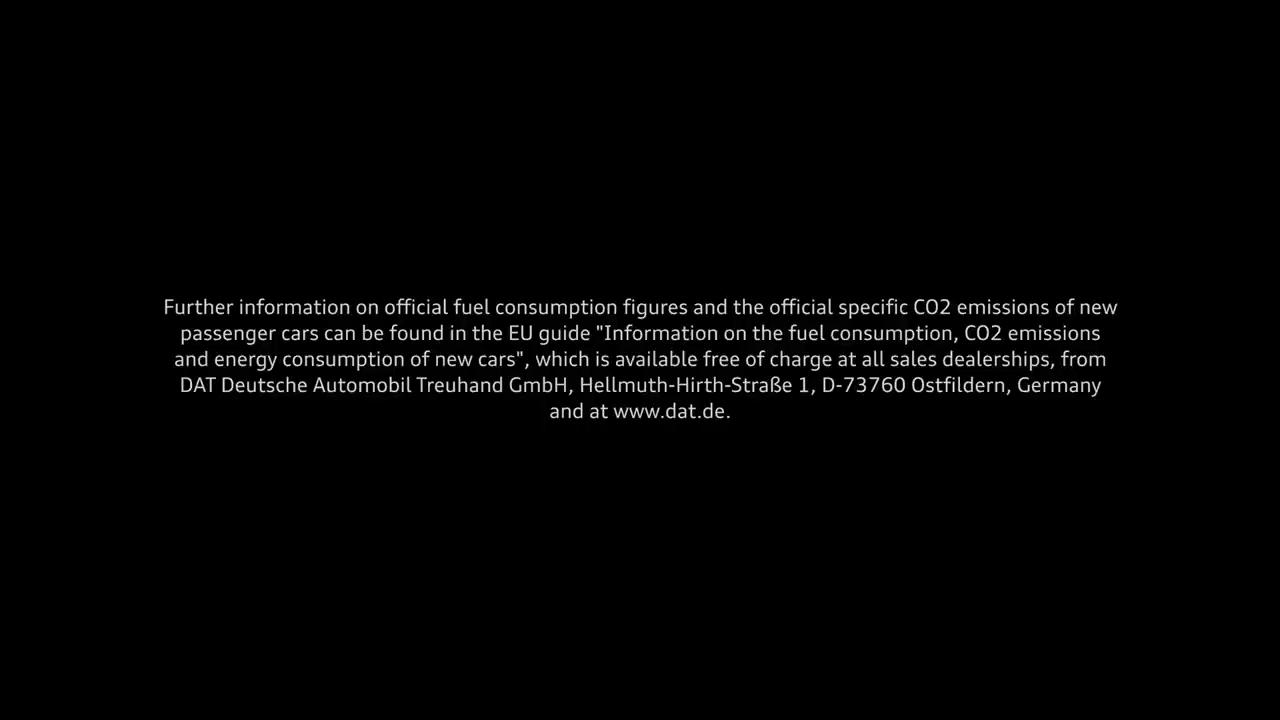 Further information on official fuel consumption figures and the official specific CO2 emissions of new
passenger cars can be found in the EU guide "Information on the fuel consumption, CO2 emissions
and energy consumption of new cars", which is available free of charge at all sales dealerships, from
DAT Deutsche Automobil Treuhand GmbH, Hellmuth-Hirth-Straße 1, D-73760 Ostfildern, Germany
and at www.dat.de.